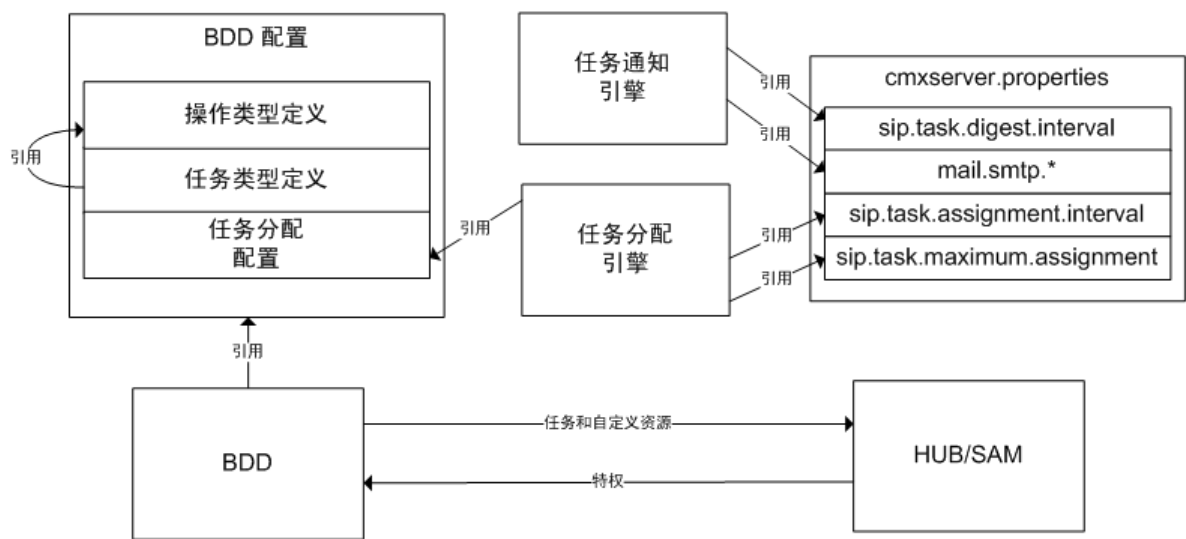 BDD 配置
操作类型定义
引用
任务类型定义
任务分配
配置
任务通知
引擎
引用
引用
cmxserver.properties
sip.task.digest.interval
mail.smtp.*
sip.task.assignment.interval
sip.task.maximum.assignment
引用
任务分配
引擎
引用
引用
引用
BDD
任务和自定义资源
特权
HUB/SAM